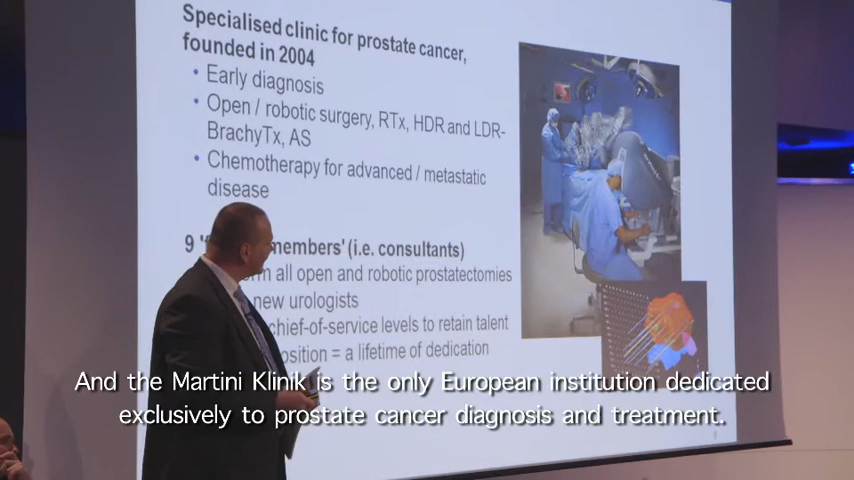 Specialised clinic for prostate cancer,
founded in 2004
• Early diagnosis
• Open / robotic surgery, RTx, HDR and LDR-
BrachyTx, AS
• Chemotherapy for advanced / metastatic
disease
9 members' (i.e. consultants)
all open and robotic prostatectomies
new urologists
chief-of-service levels to retain talent
= a lifetime of dedication
And the Martini Klinik is the only European institution dedicated
exclusively to prostate cancer diagnosis and treatment.